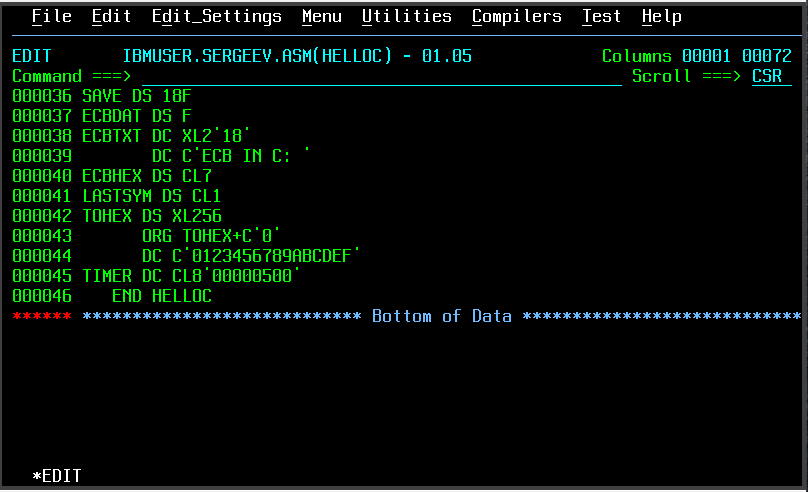 File Edit Edit_Settings Menu Utilities Compilers Test Help
EDIT IBMUSER.SERGEEV.ASM(HELLOC) - 01.05 Columns 00001 00072
Command ===> Scroll ===> CSR
000036 SAVE DS 18F
000037 ECBDAT DS F
000038 ECBTXT DC XL2'18'
000039 DC C'ECB IN C: '
000040 ECBHEX DS CL7
000041 LASTSYM DS CL1
000042 TOHEX DS XL256
000043 ORG TOHEX+C'0'
000044 DC C'0123456789ABCDEF'
000045 TIMER DC CL8'00000500'
000046 END HELLOC
****** **************************** Bottom of Data ****************************
*EDIT